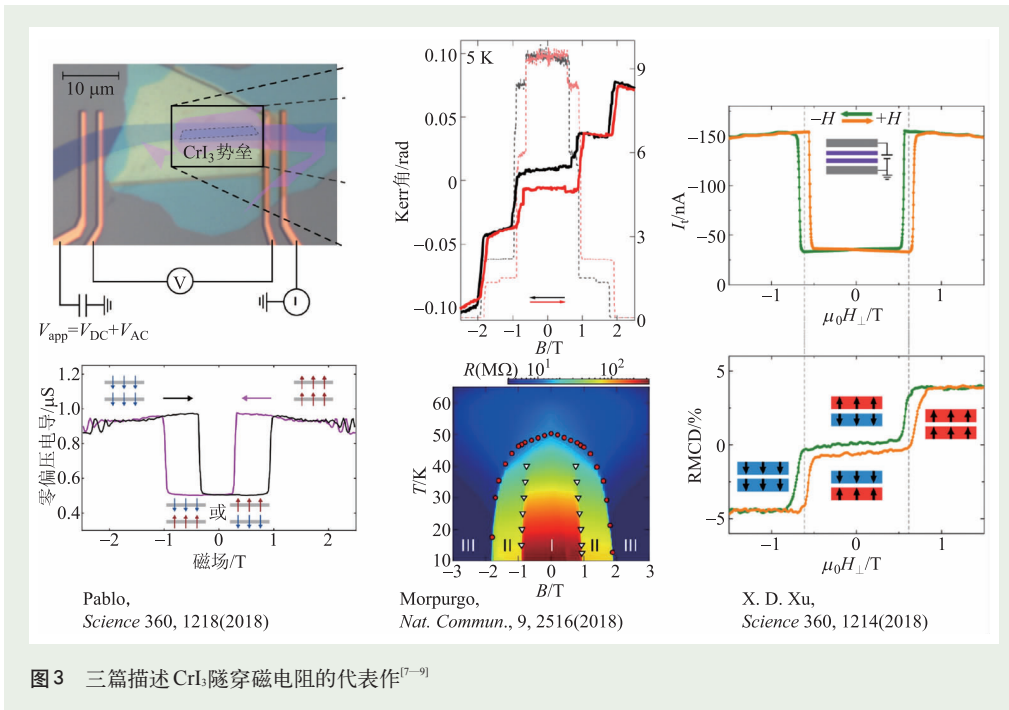 10 μm
CrI₃势垒
V
I
V_app=V_DC+V_AC
零偏压电导/μS
1.2
1.0
0.8
0.6
0.4
或
−2
−1
0
1
2
磁场/T
Pablo,
Science 360, 1218(2018)
Kerr角/rad
0.10
0.05
0
−0.05
−0.10
5 K
9
6
3
0
−2
−1
0
1
2
B/T
R(MΩ) 10¹ 10²
T/K
60
50
40
30
20
10
III II I II III
−3 −2 −1 0 1 2 3
B/T
Morpurgo,
Nat. Commun., 9, 2516(2018)
−H +H
I_t/nA
−150
−100
−50
0
−1 0 1
μ₀H⊥/T
RMCD/%
5
0
−5
−1 0 1
μ₀H⊥/T
X. D. Xu,
Science 360, 1214(2018)
图3 三篇描述CrI₃隧穿磁电阻的代表作[7—9]